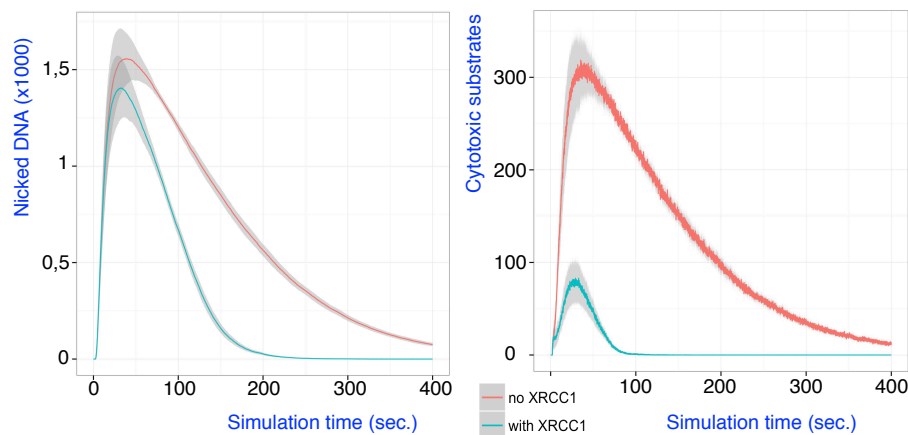 Nicked DNA (x1000)
1,5
1
0,5
0
0
100
200
300
400
Simulation time (sec.)
Cytotoxic substrates
300
200
100
0
100
200
300
400
Simulation time (sec.)
no XRCC1
with XRCC1